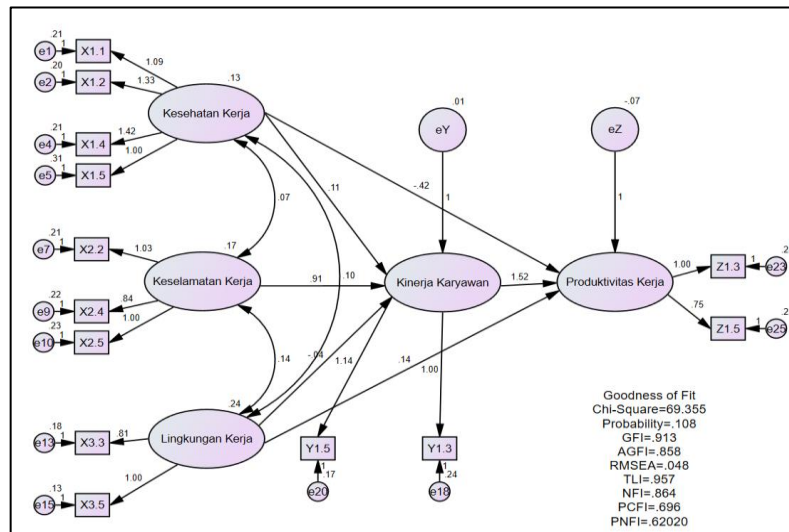 .21
e1 1 X1.1 1.09
.20
e2 1 X1.2 1.33
.13
Kesehatan Kerja
.21
e4 1 X1.4 1.42
.31
e5 1 X1.5 1.00
.01
eY
1
-.07
eZ
1
.07
.11
-.42
.10
.21
e7 1 X2.2 1.03
.17
Keselamatan Kerja
.22
e9 1 X2.4 .84
.23
e10 1 X2.5 1.00
.91
Kinerja Karyawan
1.52
Produktivitas Kerja
1.00 Z1.3 1 e23
.2
.75 Z1.5 1 e25
.2
.14
-.04
1.14
.14
1.00
.24
Lingkungan Kerja
.18
e13 1 X3.3 .81
.13
e15 1 X3.5 1.00
Y1.5
1
.17
e20
Y1.3
1
.24
e18
Goodness of Fit
Chi-Square=69.355
Probability=.108
GFI=.913
AGFI=.858
RMSEA=.048
TLI=.957
NFI=.864
PCFI=.696
PNFI=.62020